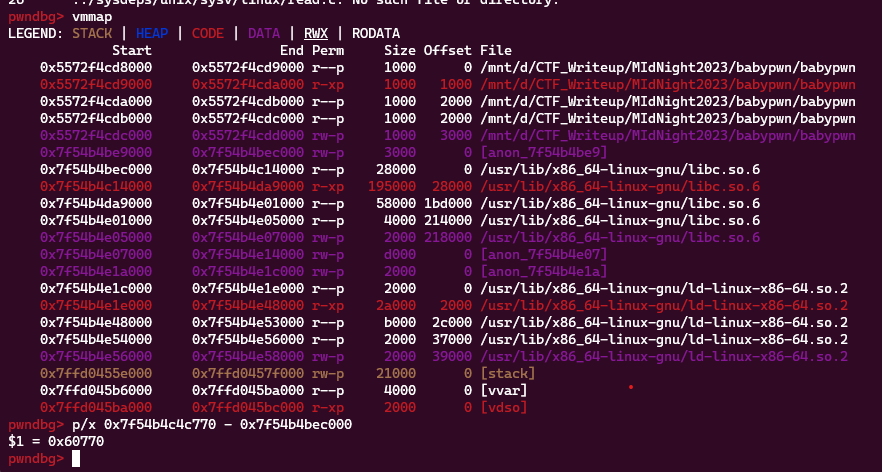 pwndbg> vmmap
LEGEND: STACK | HEAP | CODE | DATA | RWX | RODATA
Start End Perm Size Offset File
0x5572f4cd8000 0x5572f4cd9000 r--p 1000 0 /mnt/d/CTF_Writeup/MIdNight2023/babypwn/babypwn
0x5572f4cd9000 0x5572f4cda000 r-xp 1000 1000 /mnt/d/CTF_Writeup/MIdNight2023/babypwn/babypwn
0x5572f4cda000 0x5572f4cdb000 r--p 1000 2000 /mnt/d/CTF_Writeup/MIdNight2023/babypwn/babypwn
0x5572f4cdb000 0x5572f4cdc000 r--p 1000 2000 /mnt/d/CTF_Writeup/MIdNight2023/babypwn/babypwn
0x5572f4cdc000 0x5572f4cdd000 rw-p 1000 3000 /mnt/d/CTF_Writeup/MIdNight2023/babypwn/babypwn
0x7f54b4be9000 0x7f54b4bec000 rw-p 3000 0 [anon_7f54b4be9]
0x7f54b4bec000 0x7f54b4c14000 r--p 28000 0 /usr/lib/x86_64-linux-gnu/libc.so.6
0x7f54b4c14000 0x7f54b4da9000 r-xp 195000 28000 /usr/lib/x86_64-linux-gnu/libc.so.6
0x7f54b4da9000 0x7f54b4e01000 r--p 58000 1bd000 /usr/lib/x86_64-linux-gnu/libc.so.6
0x7f54b4e01000 0x7f54b4e05000 r--p 4000 214000 /usr/lib/x86_64-linux-gnu/libc.so.6
0x7f54b4e05000 0x7f54b4e07000 rw-p 2000 218000 /usr/lib/x86_64-linux-gnu/libc.so.6
0x7f54b4e07000 0x7f54b4e14000 rw-p d000 0 [anon_7f54b4e07]
0x7f54b4e1a000 0x7f54b4e1c000 rw-p 2000 0 [anon_7f54b4e1a]
0x7f54b4e1c000 0x7f54b4e1e000 r--p 2000 0 /usr/lib/x86_64-linux-gnu/ld-linux-x86-64.so.2
0x7f54b4e1e000 0x7f54b4e48000 r-xp 2a000 2000 /usr/lib/x86_64-linux-gnu/ld-linux-x86-64.so.2
0x7f54b4e48000 0x7f54b4e53000 r--p b000 2c000 /usr/lib/x86_64-linux-gnu/ld-linux-x86-64.so.2
0x7f54b4e54000 0x7f54b4e56000 r--p 2000 37000 /usr/lib/x86_64-linux-gnu/ld-linux-x86-64.so.2
0x7f54b4e56000 0x7f54b4e58000 rw-p 2000 39000 /usr/lib/x86_64-linux-gnu/ld-linux-x86-64.so.2
0x7ffd0455e000 0x7ffd0457f000 rw-p 21000 0 [stack]
0x7ffd045b6000 0x7ffd045ba000 r--p 4000 0 [vvar]
0x7ffd045ba000 0x7ffd045bc000 r-xp 2000 0 [vdso]
pwndbg> p/x 0x7f54b4c4c770 - 0x7f54b4bec000
$1 = 0x60770
pwndbg>